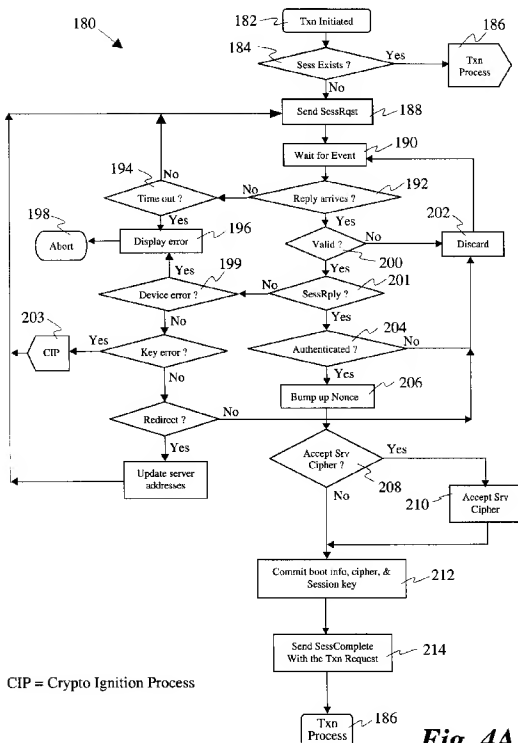 180
182
Txn Initiated
184
Sess Exists ?
Yes
186
Txn
Process
No
Send SessRqst
188
190
Wait for Event
194
No
192
Time out ?
No
Reply arrives ?
198
Yes
Yes
202
Abort
Display error
196
Valid ?
No
Discard
200
Yes
199
Yes
201
Device error ?
No
SessRply ?
203
No
Yes
204
CIP
Yes
Key error ?
Authenticated ?
No
No
Yes
206
Redirect ?
No
Bump up Nonce
Yes
Update server
addresses
Accept Srv
Cipher ?
Yes
208
No
210
Accept Srv
Cipher
Commit boot info, cipher, &
Session key
212
Send SessComplete
With the Txn Request
214
CIP = Crypto Ignition Process
Txn
Process
186
Fig. 4A